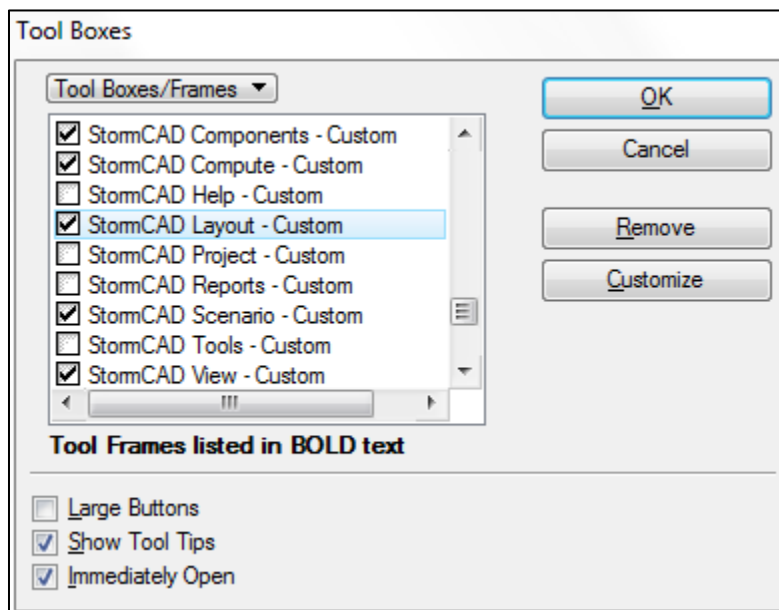 Tool Boxes
Tool Boxes/Frames
OK
StormCAD Components - Custom
Cancel
StormCAD Compute - Custom
StormCAD Help - Custom
StormCAD Layout - Custom
Remove
StormCAD Project - Custom
StormCAD Reports - Custom
Customize
StormCAD Scenario - Custom
StormCAD Tools - Custom
StormCAD View - Custom
Tool Frames listed in BOLD text
Large Buttons
Show Tool Tips
Immediately Open